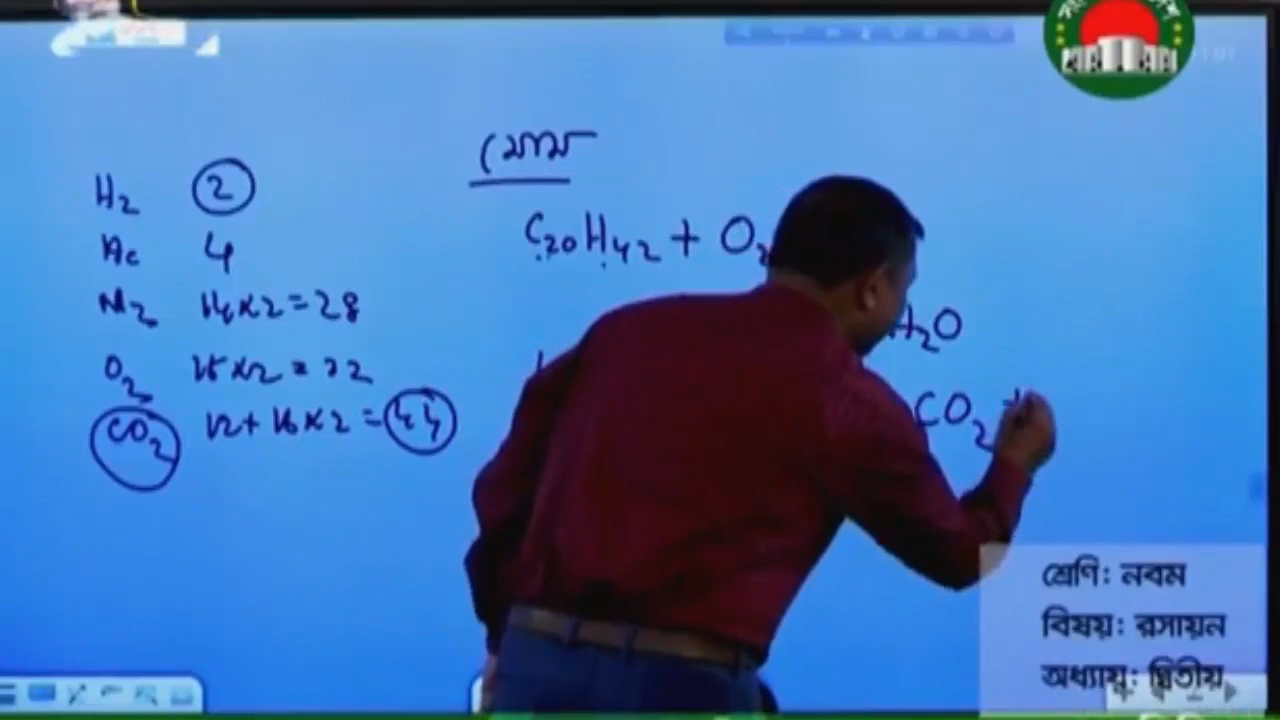 H₂ 2
He 4
N₂ 14×2=28
O₂ 16×2=32
CO₂ 12+16×2=44
মোম
C₂₀H₄₂ + O₂
H₂O
CO₂ +
শ্রেণি: নবম
বিষয়: রসায়ন
অধ্যায়: দ্বিতীয়